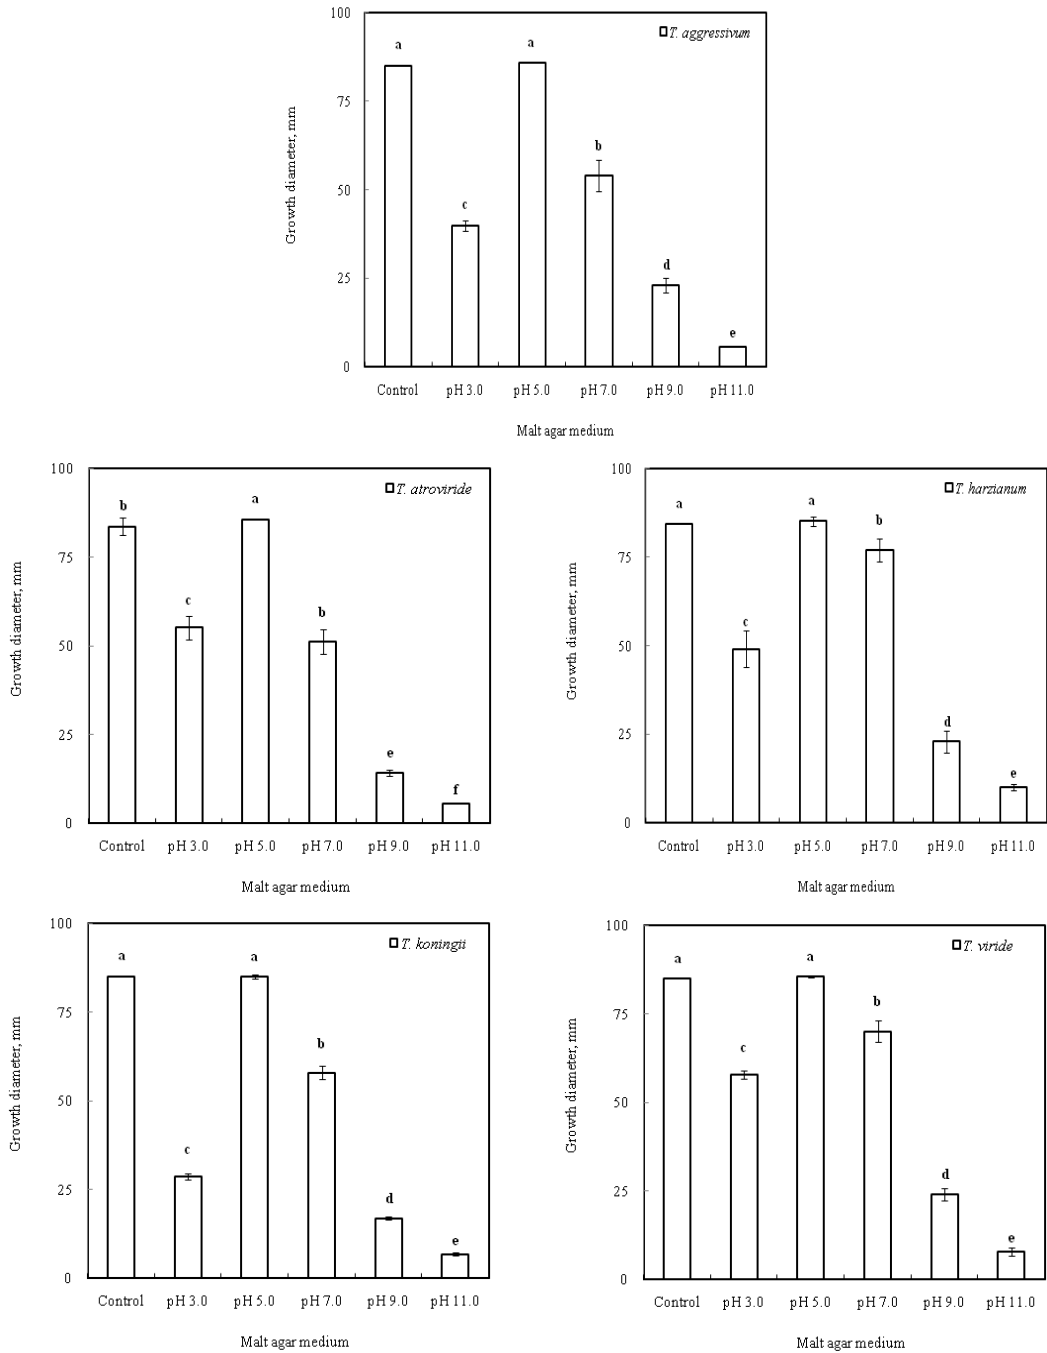 100
T. aggressivum
a
a
75
b
50
c
d
25
e
0
Growth diameter, mm
Control pH 3.0 pH 5.0 pH 7.0 pH 9.0 pH 11.0
Malt agar medium
100
T. atroviride
b
a
75
c
b
50
25
e
f
0
Growth diameter, mm
Control pH 3.0 pH 5.0 pH 7.0 pH 9.0 pH 11.0
Malt agar medium
100
T. harzianum
a
a
b
75
c
50
25
d
e
0
Growth diameter, mm
Control pH 3.0 pH 5.0 pH 7.0 pH 9.0 pH 11.0
Malt agar medium
100
T. koningii
a
a
75
b
50
c
25
d
e
0
Growth diameter, mm
Control pH 3.0 pH 5.0 pH 7.0 pH 9.0 pH 11.0
Malt agar medium
100
T. viride
a
a
b
75
c
50
d
25
e
0
Growth diameter, mm
Control pH 3.0 pH 5.0 pH 7.0 pH 9.0 pH 11.0
Malt agar medium